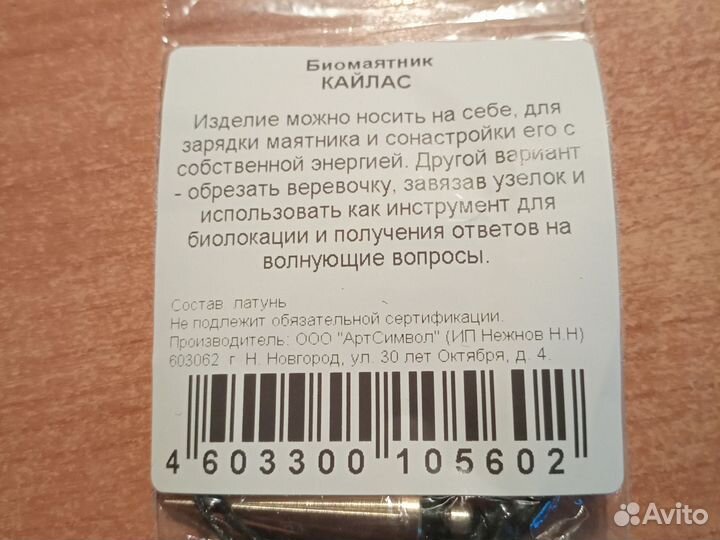 Биомаятник
КАЙЛАС
Изделие можно носить на себе, для
зарядки маятника и сонастройки его с
собственной энергией. Другой вариант
- обрезать веревочку, завязав узелок и
использовать как инструмент для
биолокации и получения ответов на
волнующие вопросы.
Состав: латунь
Не подлежит обязательной сертификации.
Производитель: ООО "АртСимвол" (ИП Нежнов Н.Н)
603062 г. Н. Новгород, ул. 30 лет Октября, д. 4.
4 603300 105602
Avito